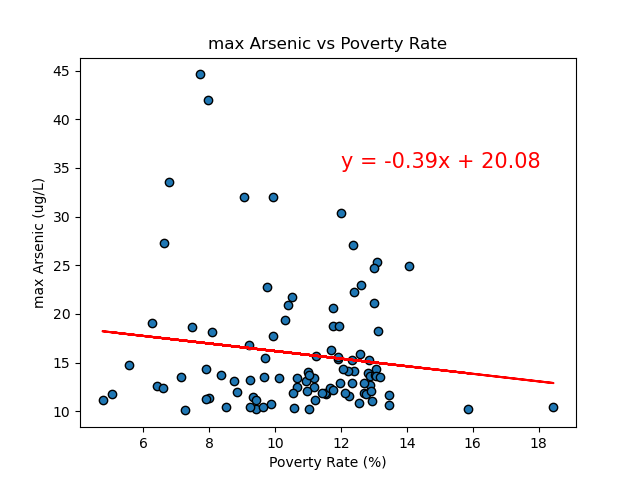 max Arsenic vs Poverty Rate
45
40
35
30
25
20
15
10
max Arsenic (ug/L)
y = -0.39x + 20.08
6 8 10 12 14 16 18
Poverty Rate (%)